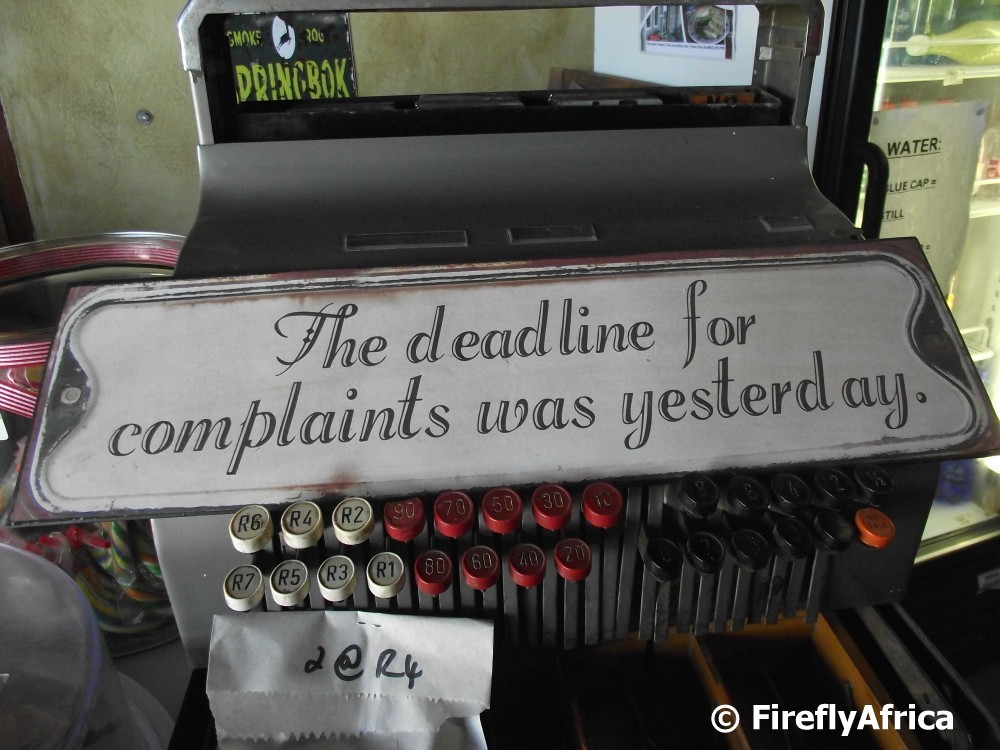 SMOKE ROU
DRINGBOK
WATER:
BLUE CAP =
STILL
The deadline for
complaints was yesterday.
R6 R4 R2 90 70 50 30 10
R7 R5 R3 R1 80 60 40 20
2 @ R4
© FireflyAfrica